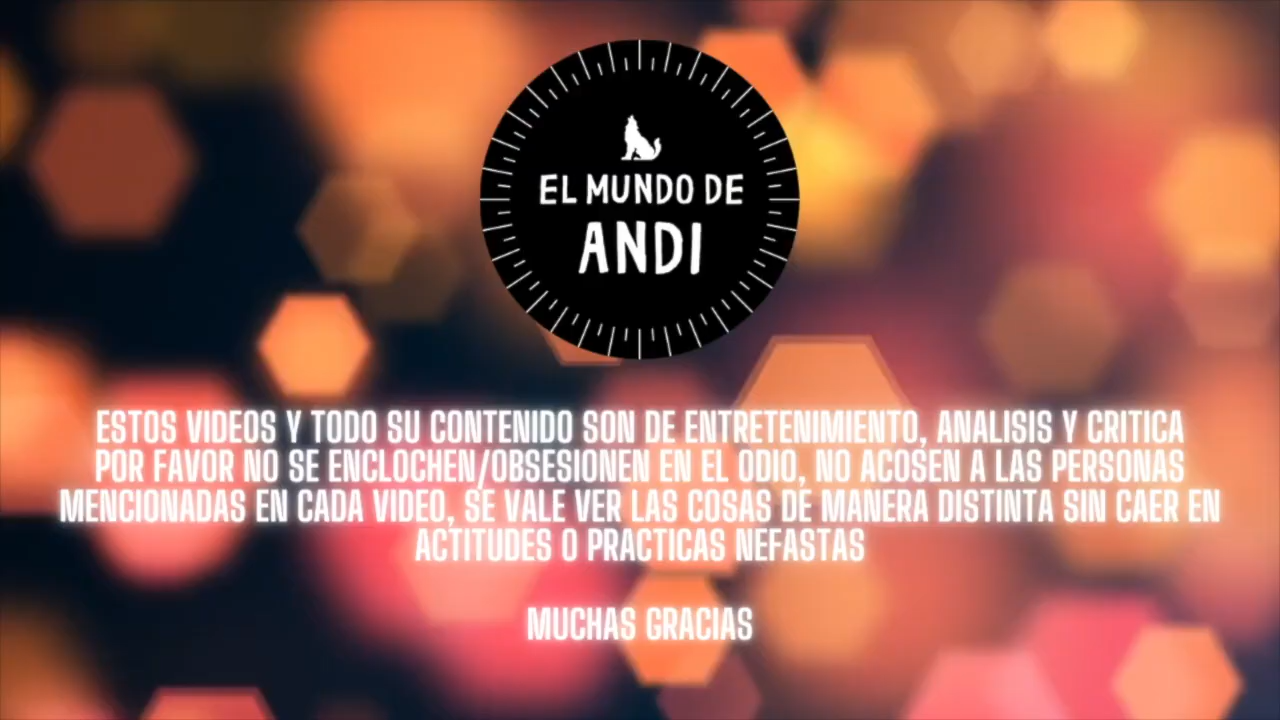 EL MUNDO DE
ANDI
ESTOS VIDEOS Y TODO SU CONTENIDO SON DE ENTRETENIMIENTO, ANALISIS Y CRITICA
POR FAVOR NO SE ENCLOCHEN/OBSESIONEN EN EL ODIO, NO ACOSEN A LAS PERSONAS
MENCIONADAS EN CADA VIDEO, SE VALE VER LAS COSAS DE MANERA DISTINTA SIN CAER EN
ACTITUDES O PRACTICAS NEFASTAS
MUCHAS GRACIAS